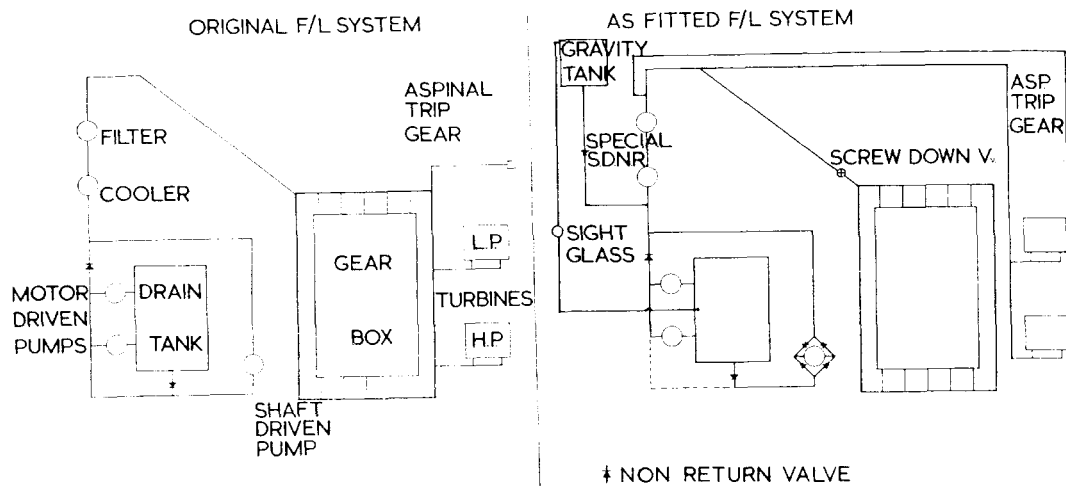 ORIGINAL F/L SYSTEM
FILTER
COOLER
ASPINAL
TRIP
GEAR
MOTOR
DRIVEN
PUMPS
DRAIN
TANK
GEAR
BOX
L.P.
TURBINES
H.P.
SHAFT
DRIVEN
PUMP
AS FITTED F/L SYSTEM
GRAVITY
TANK
SPECIAL
SDNR
SIGHT
GLASS
SCREW DOWN V.
ASP.
TRIP
GEAR
NON RETURN VALVE